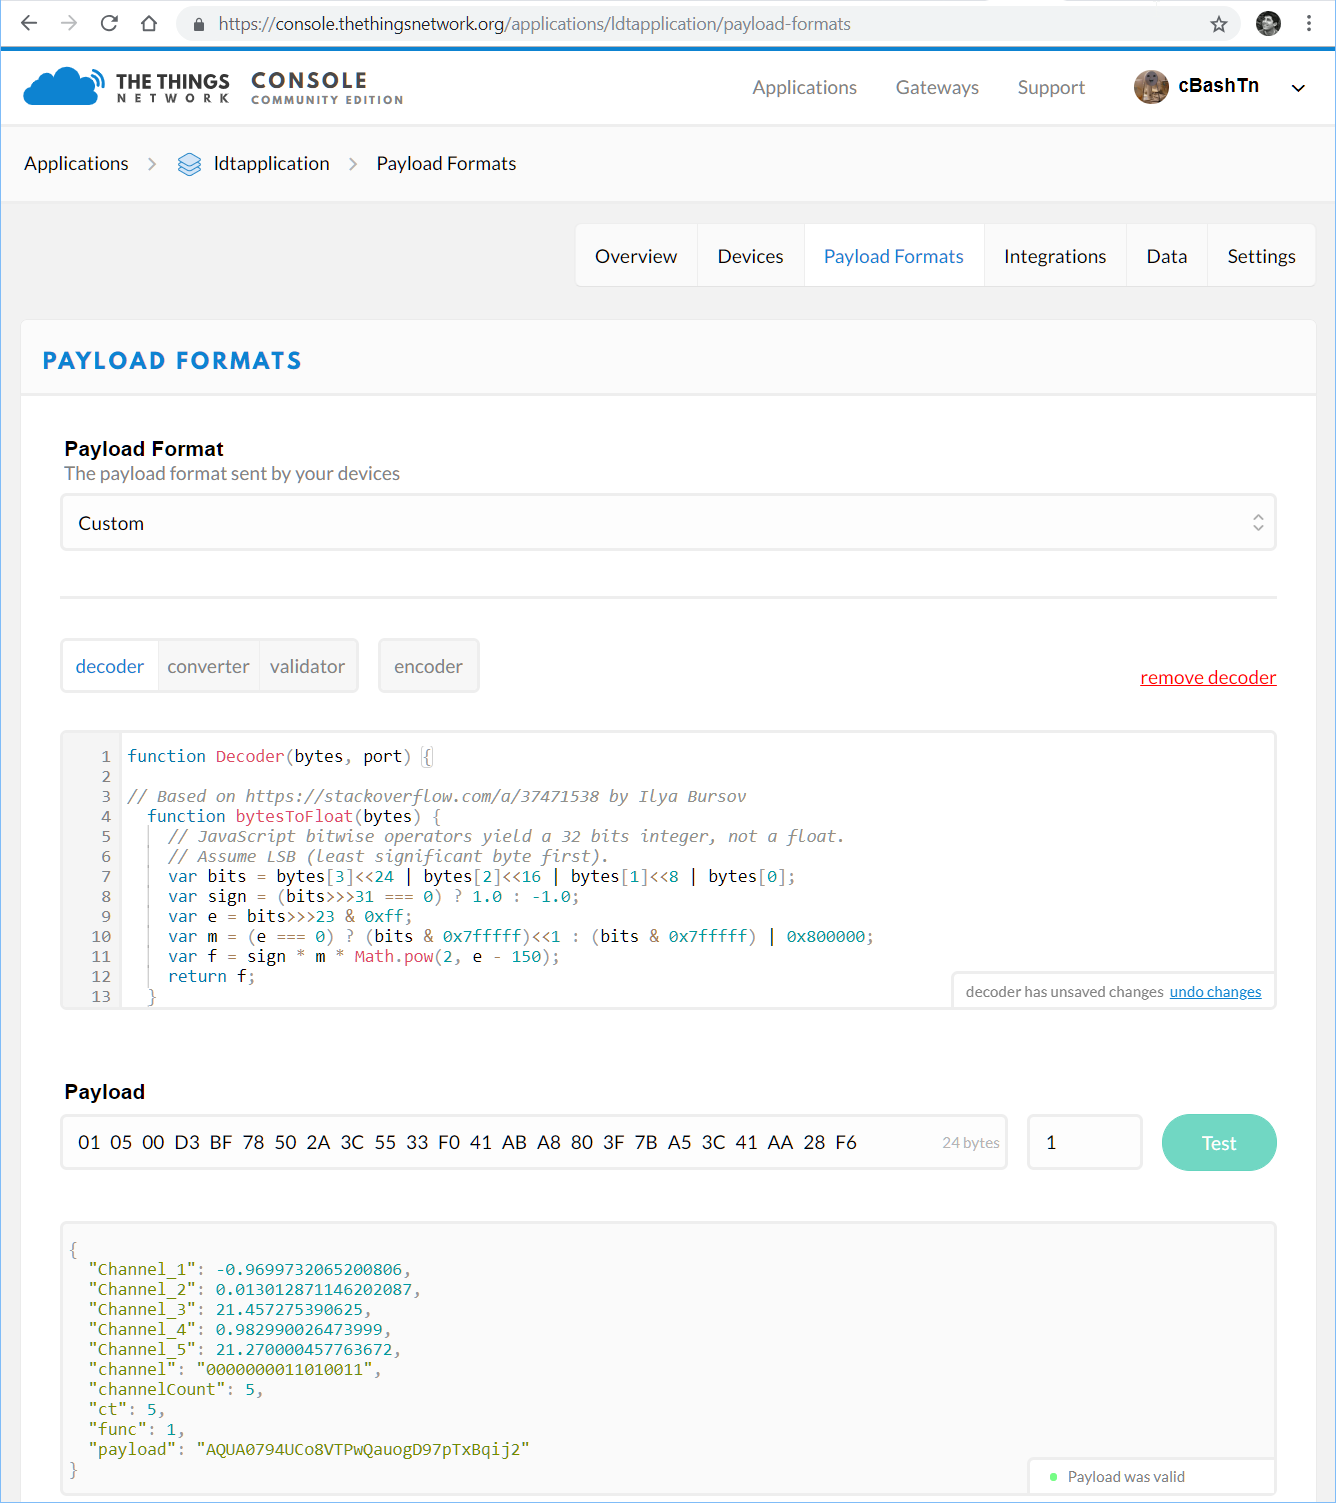 https://console.thethingsnetwork.org/applications/ldtapplication/payload-formats
THE THINGS NETWORK CONSOLE COMMUNITY EDITION
Applications Gateways Support cBashTn
Applications ldtapplication Payload Formats
Overview Devices Payload Formats Integrations Data Settings
PAYLOAD FORMATS
Payload Format
The payload format sent by your devices
Custom
decoder converter validator encoder
remove decoder
1 function Decoder(bytes, port) {
2
3 // Based on https://stackoverflow.com/a/37471538 by Ilya Bursov
4 function bytesToFloat(bytes) {
5 // JavaScript bitwise operators yield a 32 bits integer, not a float.
6 // Assume LSB (least significant byte first).
7 var bits = bytes[3]<<24 | bytes[2]<<16 | bytes[1]<<8 | bytes[0];
8 var sign = (bits>>>31 === 0) ? 1.0 : -1.0;
9 var e = bits>>>23 & 0xff;
10 var m = (e === 0) ? (bits & 0x7fffff)<<1 : (bits & 0x7fffff) | 0x800000;
11 var f = sign * m * Math.pow(2, e - 150);
12 return f;
13 }
decoder has unsaved changes undo changes
Payload
01 05 00 D3 BF 78 50 2A 3C 55 33 F0 41 AB A8 80 3F 7B A5 3C 41 AA 28 F6 24 bytes 1 Test
{
"Channel_1": -0.9699732065200806,
"Channel_2": 0.013012871146202087,
"Channel_3": 21.457275390625,
"Channel_4": 0.982990026473999,
"Channel_5": 21.270000457763672,
"channel": "0000000011010011",
"channelCount": 5,
"ct": 5,
"func": 1,
"payload": "AQUA0794UCo8VTPwQauogD97pTxBqij2"
}
Payload was valid